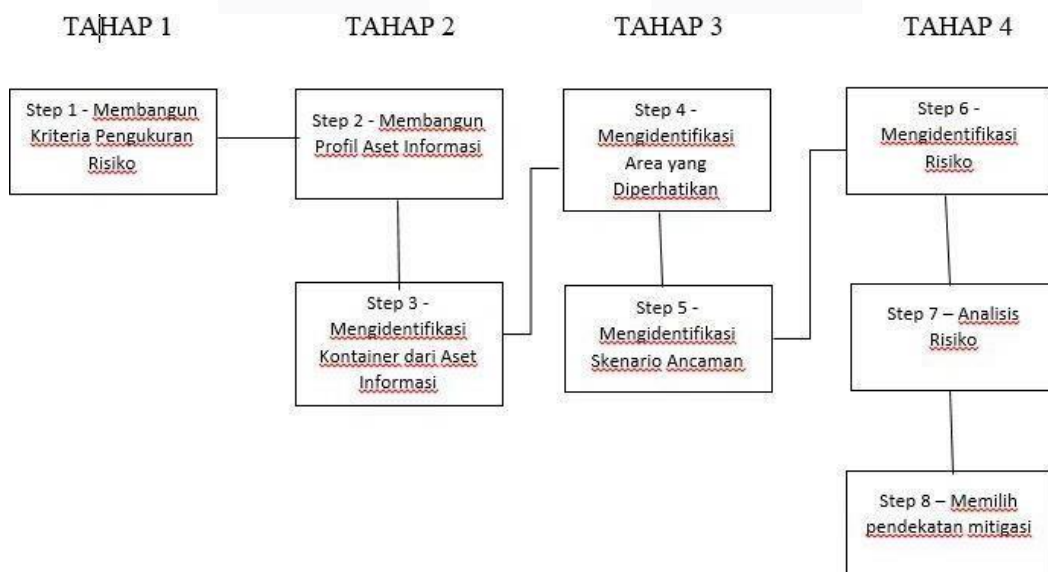 TAHAP 1
TAHAP 2
TAHAP 3
TAHAP 4
Step 1 - Membangun
Kriteria Pengukuran
Risiko
Step 2 - Membangun
Profil Aset Informasi
Step 3 -
Mengidentifikasi
Kontainer dari Aset
Informasi
Step 4 -
Mengidentifikasi
Area yang
Diperhatikan
Step 5 -
Mengidentifikasi
Skenario Ancaman
Step 6 -
Mengidentifikasi
Risiko
Step 7 – Analisis
Risiko
Step 8 – Memilih
pendekatan mitigasi